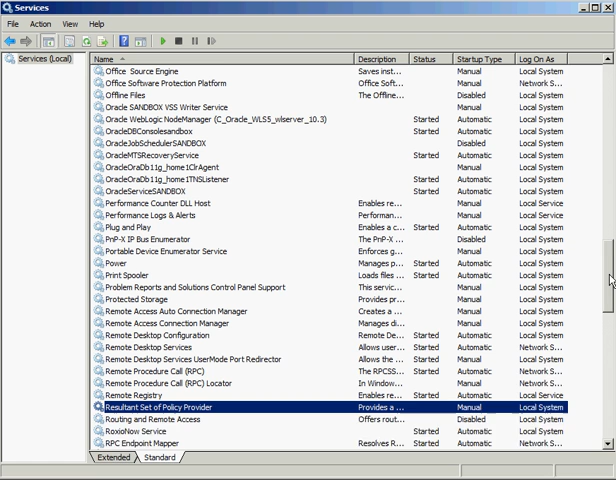 Services
File Action View Help
Services (Local)
Name Description Status Startup Type Log On As
Office  Source Engine Saves inst... Manual Local System
Office Software Protection Platform Office Soft... Manual Network S...
Offline Files The Offline... Disabled Local System
Oracle SANDBOX VSS Writer Service Manual Local System
Oracle WebLogic NodeManager (C_Oracle_WLS5_wlserver_10.3) Started Automatic Local System
OracleDBConsolesandbox Started Automatic Local System
OracleJobSchedulerSANDBOX Disabled Local System
OracleMTSRecoveryService Started Automatic Local System
OracleOraDb11g_home1ClrAgent Manual Local System
OracleOraDb11g_home1TNSListener Started Automatic Local System
OracleServiceSANDBOX Started Automatic Local System
Performance Counter DLL Host Enables re... Manual Local Service
Performance Logs & Alerts Performan... Manual Local Service
Plug and Play Enables a c... Started Automatic Local System
PnP-X IP Bus Enumerator The PnP-X ... Disabled Local System
Portable Device Enumerator Service Enforces g... Manual Local System
Power Manages p... Started Automatic Local System
Print Spooler Loads files ... Started Automatic Local System
Problem Reports and Solutions Control Panel Support This servic... Manual Local System
Protected Storage Provides pr... Manual Local System
Remote Access Auto Connection Manager Creates a ... Manual Local System
Remote Access Connection Manager Manages di... Manual Local System
Remote Desktop Configuration Remote De... Started Manual Local System
Remote Desktop Services Allows user... Started Manual Network S...
Remote Desktop Services UserMode Port Redirector Allows the ... Started Manual Local System
Remote Procedure Call (RPC) The RPCSS... Started Automatic Network S...
Remote Procedure Call (RPC) Locator In Window... Manual Network S...
Remote Registry Enables re... Started Automatic Local Service
Resultant Set of Policy Provider Provides a ... Manual Local System
Routing and Remote Access Offers rout... Disabled Local System
RoxioNow Service Started Automatic Local System
RPC Endpoint Mapper Resolves R... Started Automatic Network S...
Extended Standard